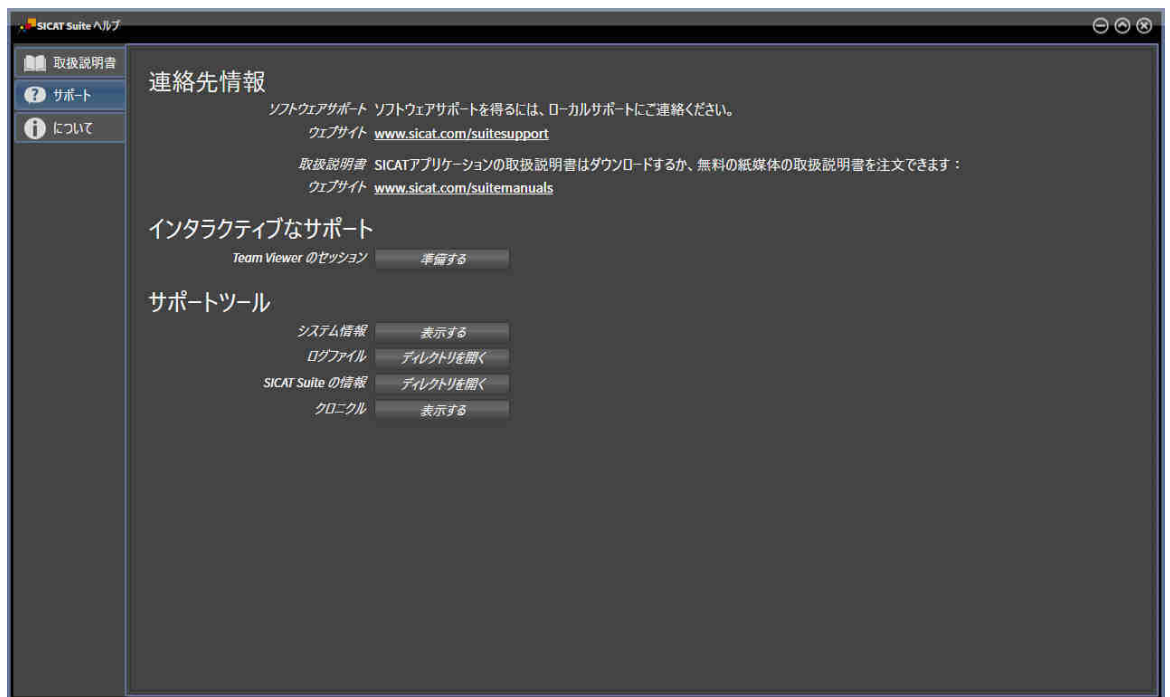 SICAT Suite ヘルプ
取扱説明書
サポート
について
連絡先情報
ソフトウェアサポート ソフトウェアサポートを得るには、ローカルサポートにご連絡ください。
ウェブサイト www.sicat.com/suitesupport
取扱説明書 SICATアプリケーションの取扱説明書はダウンロードするか、無料の紙媒体の取扱説明書を注文できます：
ウェブサイト www.sicat.com/suitemanuals
インタラクティブなサポート
Team Viewer のセッション 準備する
サポートツール
システム情報 表示する
ログファイル ディレクトリを開く
SICAT Suite の情報 ディレクトリを開く
クロニクル 表示する